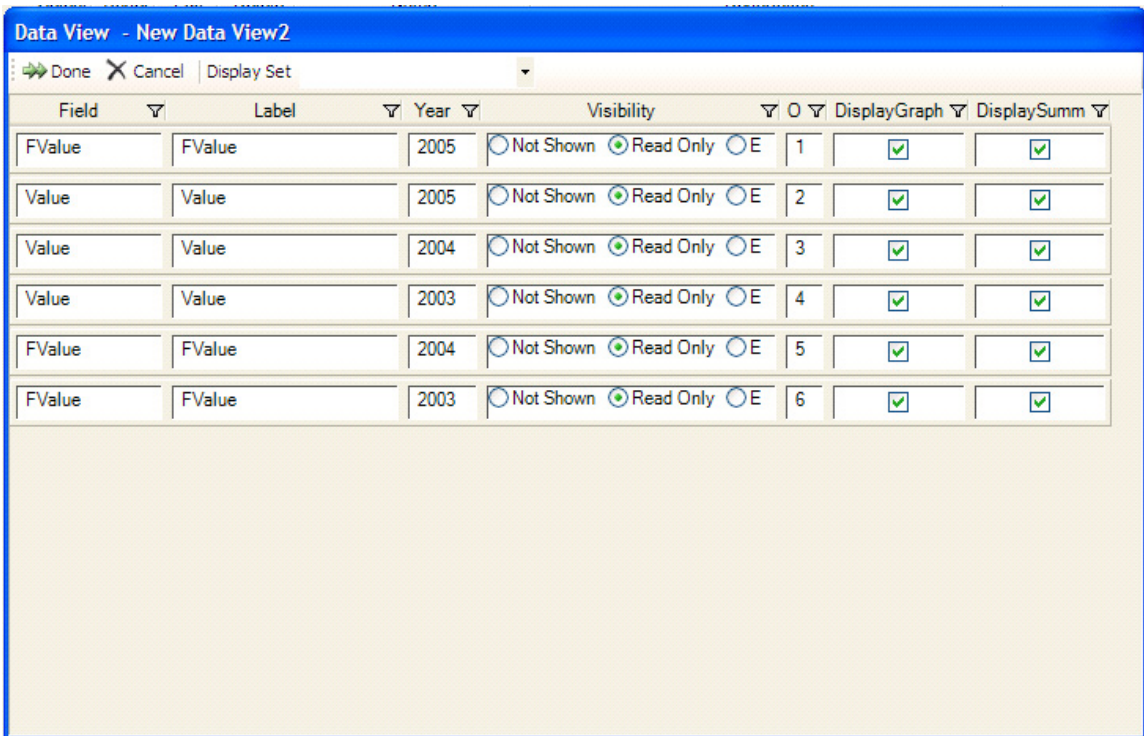 Data View - New Data View2
Done Cancel Display Set
Field Label Year Visibility O DisplayGraph DisplaySumm
FValue FValue 2005 Not Shown Read Only E 1
Value Value 2005 Not Shown Read Only E 2
Value Value 2004 Not Shown Read Only E 3
Value Value 2003 Not Shown Read Only E 4
FValue FValue 2004 Not Shown Read Only E 5
FValue FValue 2003 Not Shown Read Only E 6